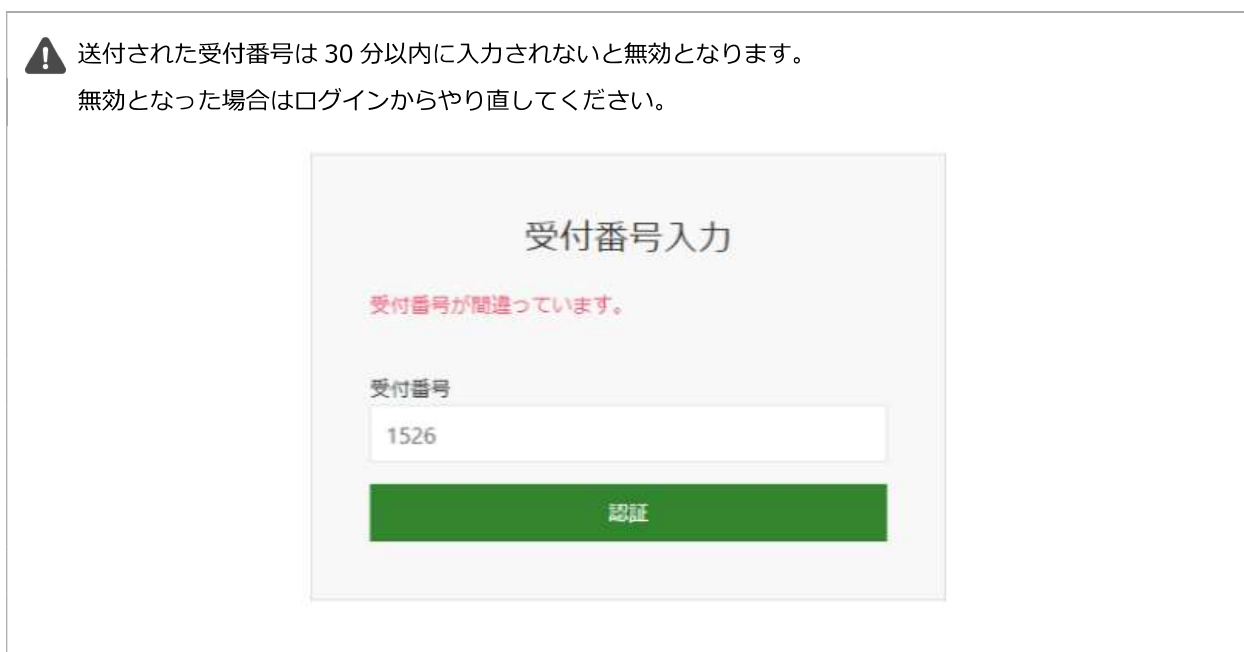 送付された受付番号は 30 分以内に入力されないと無効となります。
無効となった場合はログインからやり直してください。
受付番号入力
受付番号が間違っています。
受付番号
1526
認証